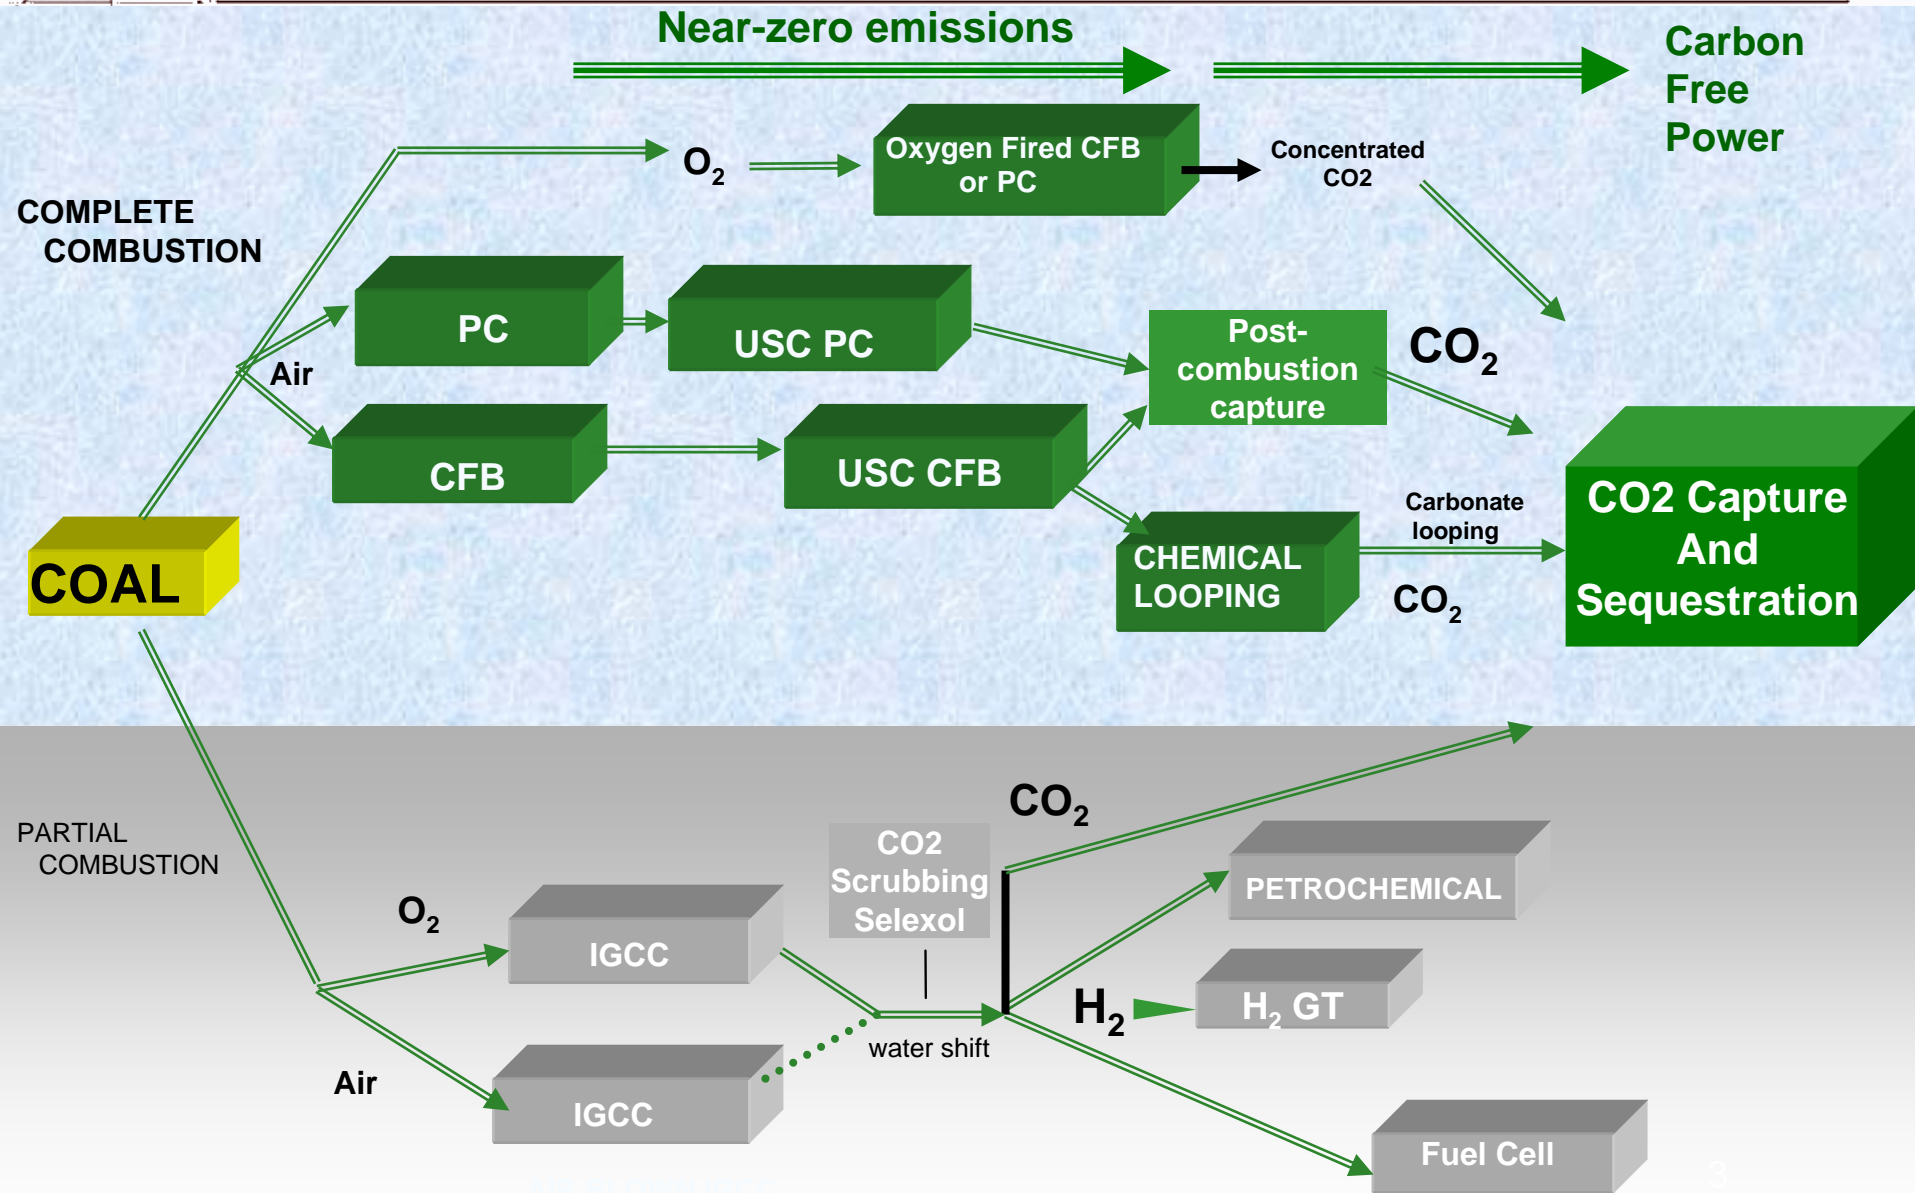 Near-zero emissions
Carbon
Free
Power
O2
Oxygen Fired CFB
or PC
Concentrated
CO2
COMPLETE
COMBUSTION
PC
USC PC
Air
Post-
combustion
capture
CO2
CFB
USC CFB
COAL
CHEMICAL
LOOPING
Carbonate
looping
CO2
CO2 Capture
And
Sequestration
PARTIAL
COMBUSTION
O2
IGCC
Air
IGCC
CO2
Scrubbing
Selexol
water shift
CO2
PETROCHEMICAL
H2
H2 GT
Fuel Cell
3